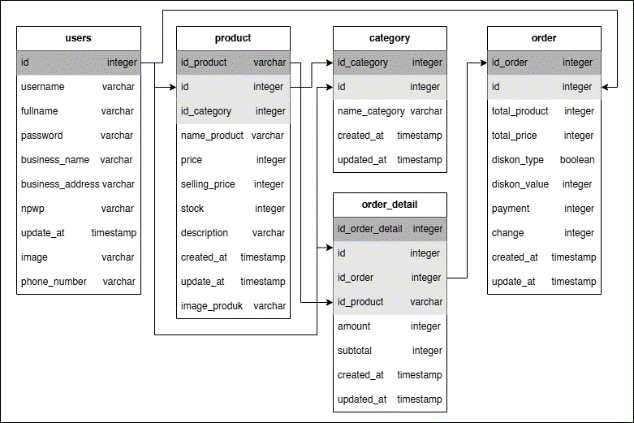 users
id integer
username varchar
fullname varchar
password varchar
business_name varchar
business_address varchar
npwp varchar
update_at timestamp
image varchar
phone_number varchar
product
id_product varchar
id integer
id_category integer
name_product varchar
price integer
selling_price integer
stock integer
description varchar
created_at timestamp
update_at timestamp
image_produk varchar
category
id_category integer
id integer
name_category varchar
created_at timestamp
updated_at timestamp
order_detail
id_order_detail integer
id integer
id_order integer
id_product varchar
amount integer
subtotal integer
created_at timestamp
updated_at timestamp
order
id_order integer
id integer
total_product integer
total_price integer
diskon_type boolean
diskon_value integer
payment integer
change integer
created_at timestamp
update_at timestamp